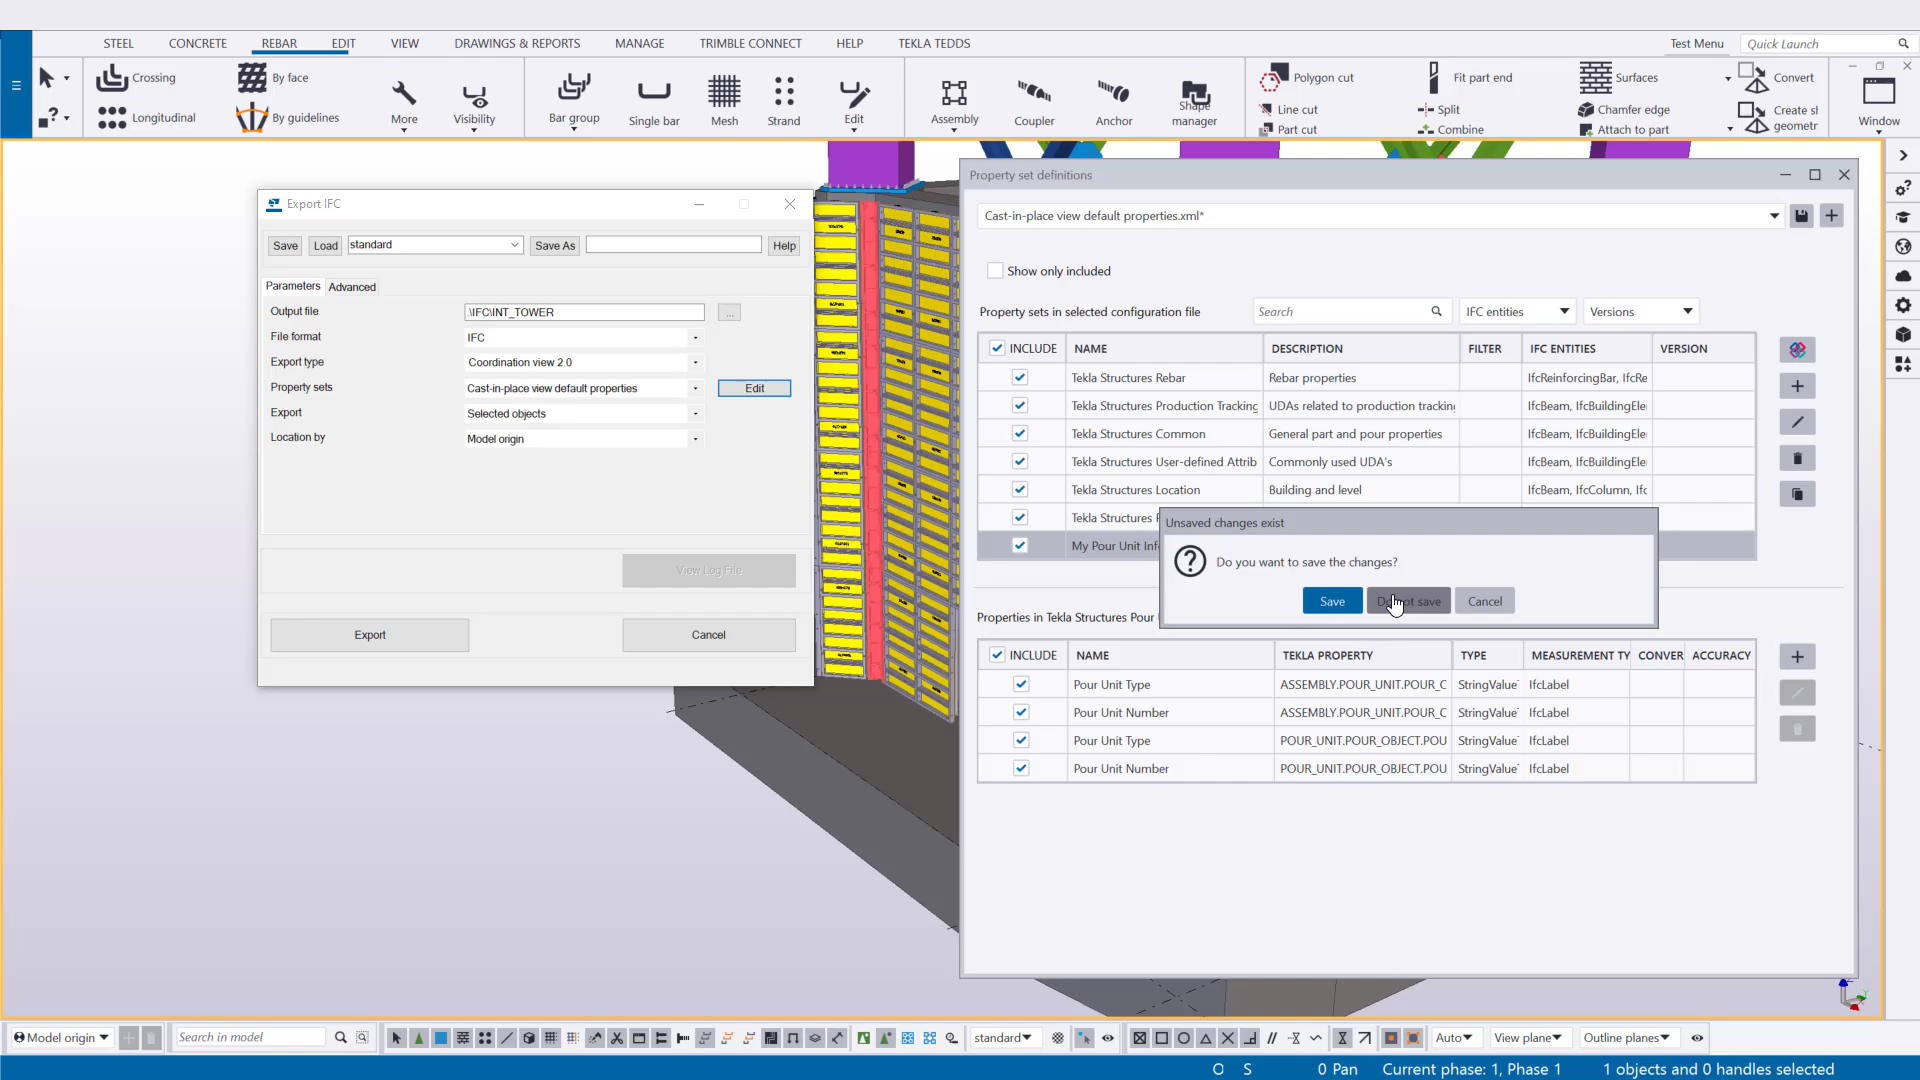 STEEL CONCRETE REBAR EDIT VIEW DRAWINGS & REPORTS MANAGE TRIMBLE CONNECT HELP TEKLA TEDDS Test Menu Quick Launch
Crossing
Longitudinal
By face
By guidelines
More
Visibility
Bar group
Single bar
Mesh
Strand
Edit
Assembly
Coupler
Anchor
Shape
manager
Polygon cut
Line cut
Part cut
Fit part end
Split
Combine
Surfaces
Chamfer edge
Attach to part
Convert
Create sl
geometr
Window
Export IFC
Save Load standard Save As Help
Parameters Advanced
Output file .\IFC\INT_TOWER ...
File format IFC
Export type Coordination view 2.0
Property sets Cast-in-place view default properties Edit
Export Selected objects
Location by Model origin
View Log File
Export Cancel
Property set definitions
Cast-in-place view default properties.xml*
Show only included
Property sets in selected configuration file Search IFC entities Versions
INCLUDE NAME DESCRIPTION FILTER IFC ENTITIES VERSION
Tekla Structures Rebar Rebar properties IfcReinforcingBar, IfcRe
Tekla Structures Production Tracking UDAs related to production tracking IfcBeam, IfcBuildingEle
Tekla Structures Common General part and pour properties IfcBeam, IfcBuildingEle
Tekla Structures User-defined Attrib Commonly used UDA's IfcBeam, IfcBuildingEle
Tekla Structures Location Building and level IfcBeam, IfcColumn, Ifc
Tekla Structures
My Pour Unit Inf
Unsaved changes exist
Do you want to save the changes?
Save Do not save Cancel
Properties in Tekla Structures Pour
INCLUDE NAME TEKLA PROPERTY TYPE MEASUREMENT TY CONVER ACCURACY
Pour Unit Type ASSEMBLY.POUR_UNIT.POUR_C StringValue IfcLabel
Pour Unit Number ASSEMBLY.POUR_UNIT.POUR_C StringValue IfcLabel
Pour Unit Type POUR_UNIT.POUR_OBJECT.POU StringValue IfcLabel
Pour Unit Number POUR_UNIT.POUR_OBJECT.POU StringValue IfcLabel
Model origin Search in model standard Auto View plane Outline planes
O S 0 Pan Current phase: 1, Phase 1 1 objects and 0 handles selected